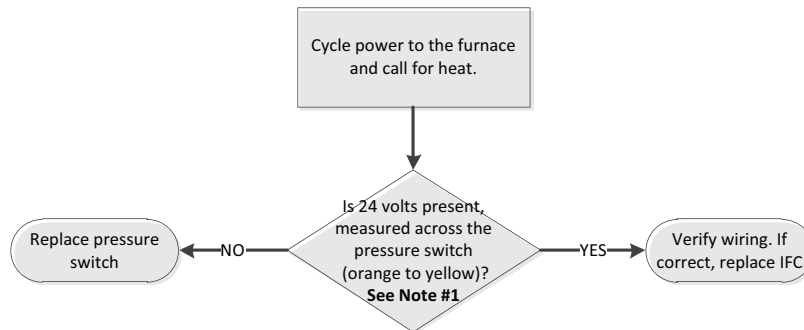 Cycle power to the furnace
and call for heat.
Is 24 volts present,
measured across the
pressure switch
(orange to yellow)?
See Note #1
Replace pressure
switch
NO
YES
Verify wiring. If
correct, replace IFC